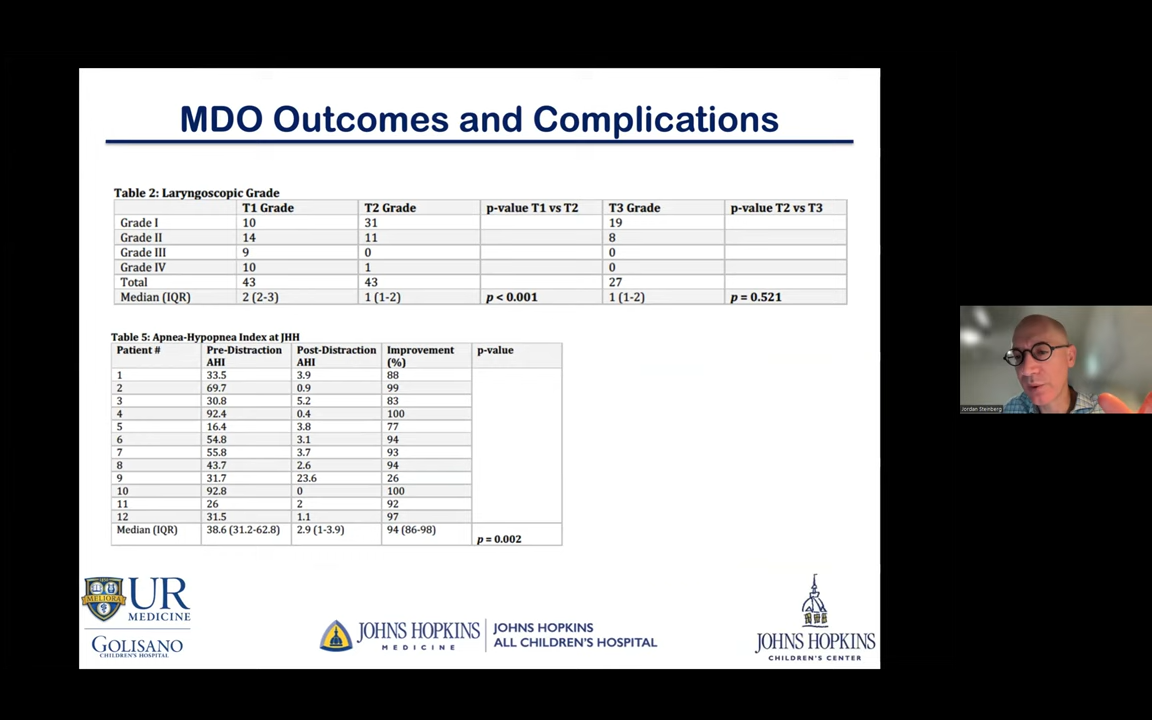 MDO Outcomes and Complications
Table 2: Laryngoscopic Grade
T1 Grade T2 Grade p-value T1 vs T2 T3 Grade p-value T2 vs T3
Grade I 10 31 19
Grade II 14 11 8
Grade III 9 0 0
Grade IV 10 1 0
Total 43 43 27
Median (IQR) 2 (2-3) 1 (1-2) p < 0.001 1 (1-2) p = 0.521
Table 5: Apnea-Hypopnea Index at JHH
Patient # Pre-Distraction Post-Distraction Improvement p-value
AHI AHI (%)
1 33.5 3.9 88
2 69.7 0.9 99
3 30.8 5.2 83
4 92.4 0.4 100
5 16.4 3.8 77
6 54.8 3.1 94
7 55.8 3.7 93
8 43.7 2.6 94
9 31.7 23.6 26
10 92.8 0 100
11 26 2 92
12 31.5 1.1 97
Median (IQR) 38.6 (31.2-62.8) 2.9 (1-3.9) 94 (86-98)
p = 0.002
Jordan Steinberg
MELIORA
UR
MEDICINE
GOLISANO
CHILDREN'S HOSPITAL
JOHNS HOPKINS
MEDICINE
JOHNS HOPKINS
ALL CHILDREN'S HOSPITAL
JOHNS HOPKINS
CHILDREN'S CENTER